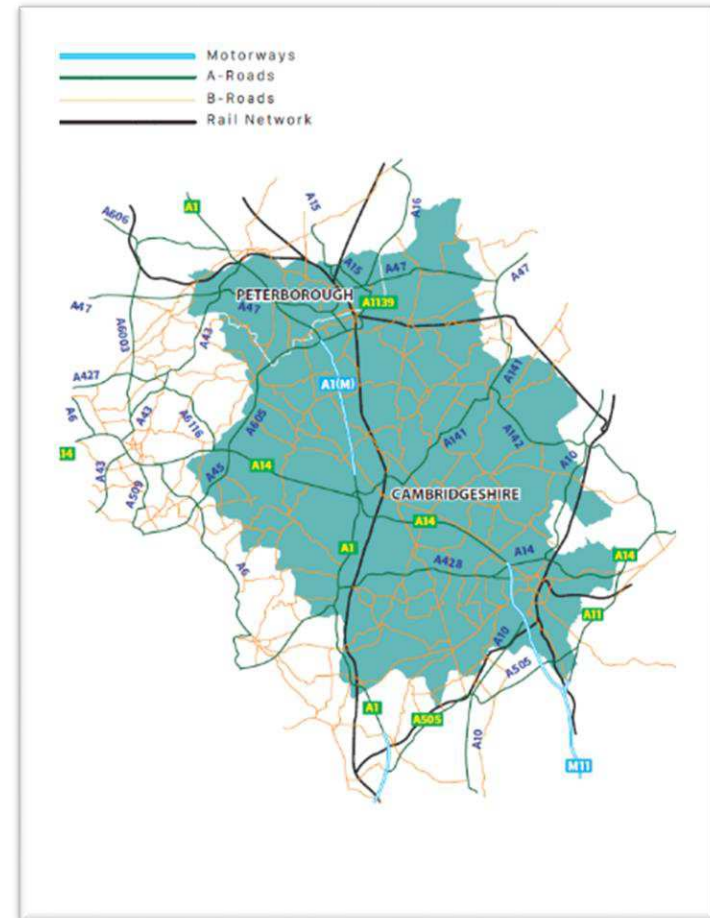 Motorways
A-Roads
B-Roads
Rail Network
A606
A1
A15
A16
A15
A47
A47
PETERBOROUGH
A47
A47
A1139
A6003
A43
A1(M)
A141
A427
A6
A43
A6116
A605
A141
A142
A10
14
A43
A509
A45
A14
CAMBRIDGESHIRE
A14
A1
A14
A14
A428
A6
A11
A10
A505
A1
A505
A10
M11